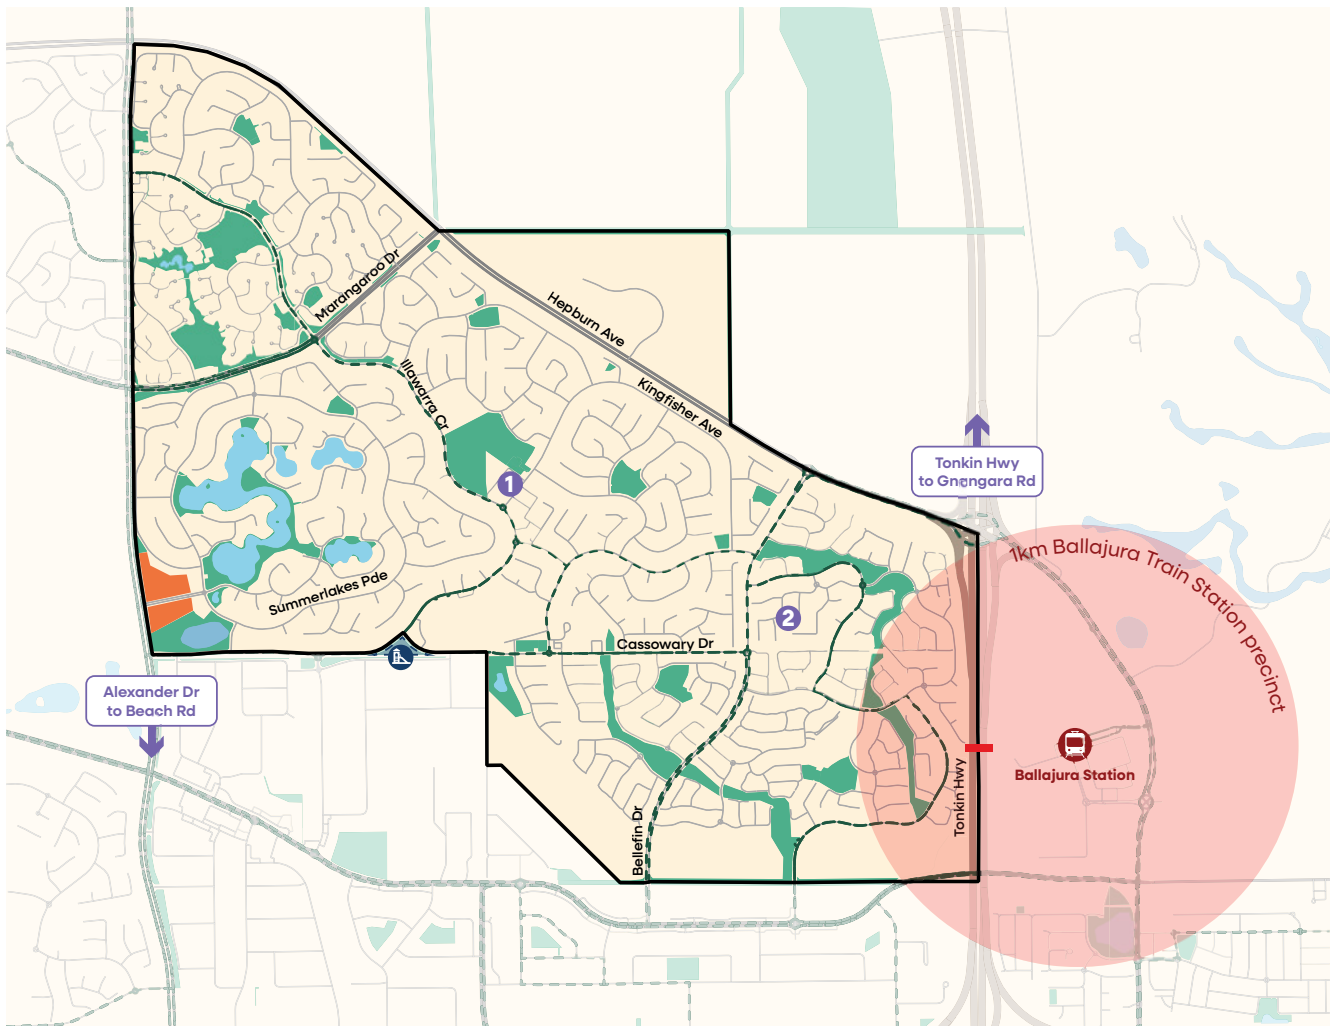 Marangaroo Dr
Hepburn Ave
Illawarra Cr
Kingfisher Ave
Tonkin Hwy
to Gnangara Rd
1
1km Ballajura Train Station precinct
Summerlakes Pde
2
Cassowary Dr
Alexander Dr
to Beach Rd
Ballajura Station
Tonkin Hwy
Bellefin Dr